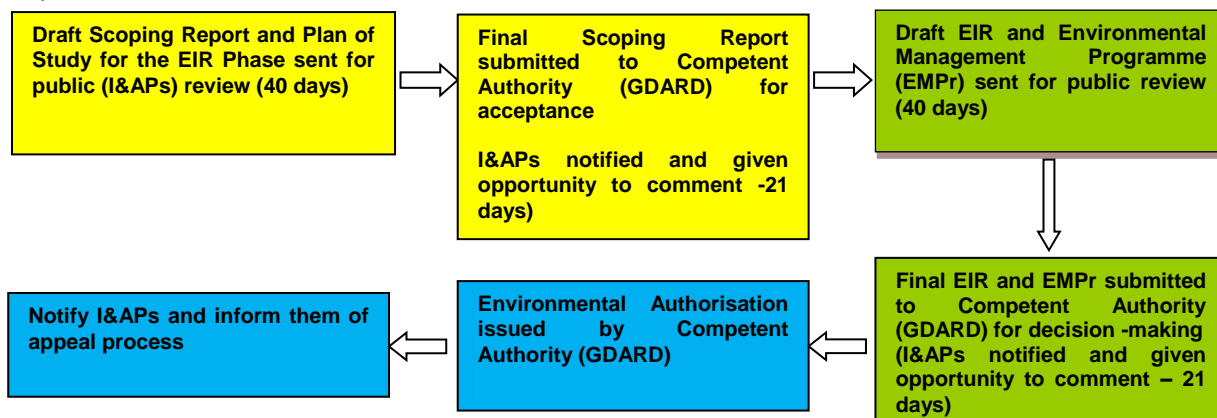 Draft Scoping Report and Plan of
Study for the EIR Phase sent for
public (I&APs) review (40 days)
Final Scoping Report
submitted to Competent
Authority (GDARD) for
acceptance
I&APs notified and given
opportunity to comment -21
days)
Draft EIR and Environmental
Management Programme
(EMPr) sent for public review
(40 days)
Final EIR and EMPr submitted
to Competent Authority
(GDARD) for decision -making
(I&APs notified and given
opportunity to comment – 21
days)
Environmental Authorisation
issued by Competent
Authority (GDARD)
Notify I&APs and inform them of
appeal process